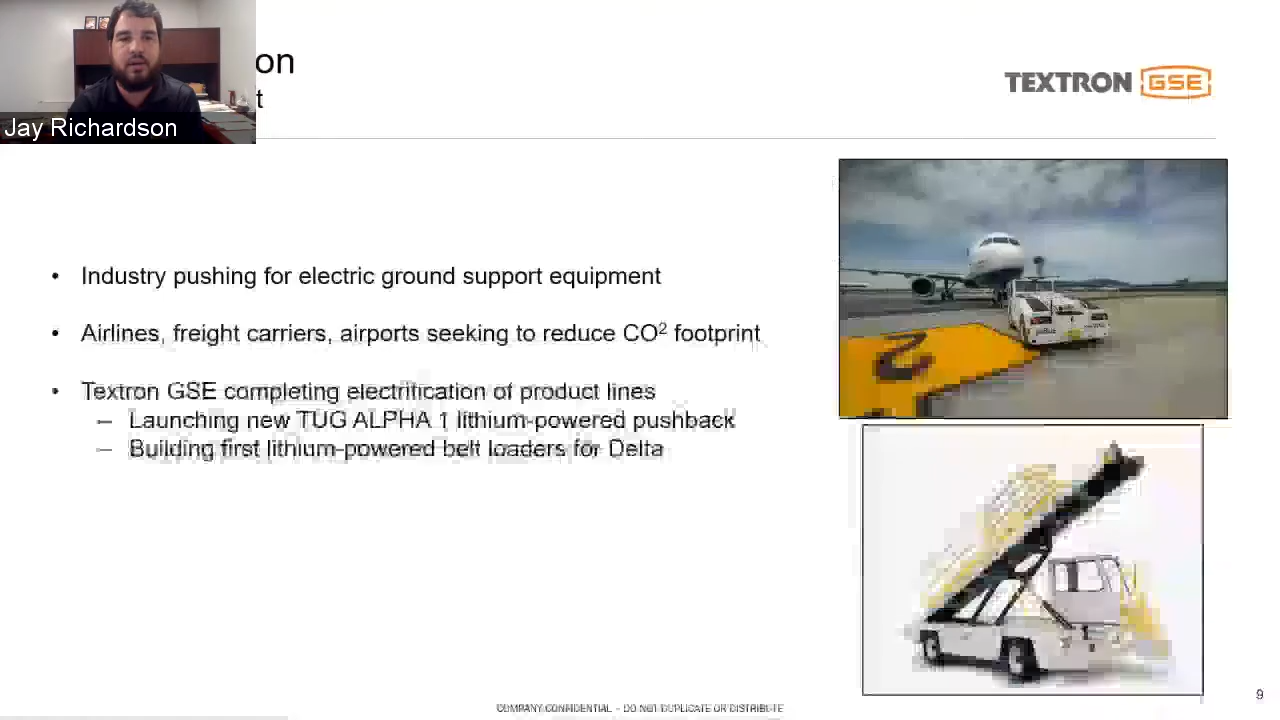 on
t
Jay Richardson
TEXTRON GSE
• Industry pushing for electric ground support equipment
• Airlines, freight carriers, airports seeking to reduce CO² footprint
• Textron GSE completing electrification of product lines
– Launching new TUG ALPHA 1 lithium-powered pushback
– Building first lithium-powered belt loaders for Delta
2
COMPANY CONFIDENTIAL – DO NOT DUPLICATE OR DISTRIBUTE
9